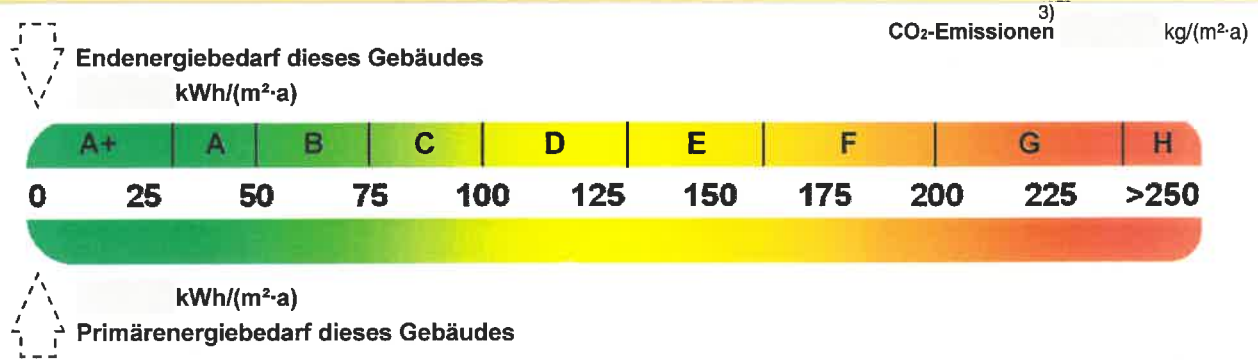 3)
CO₂-Emissionen kg/(m²·a)
Endenergiebedarf dieses Gebäudes
kWh/(m²·a)
A+ A B C D E F G H
0 25 50 75 100 125 150 175 200 225 >250
kWh/(m²·a)
Primärenergiebedarf dieses Gebäudes